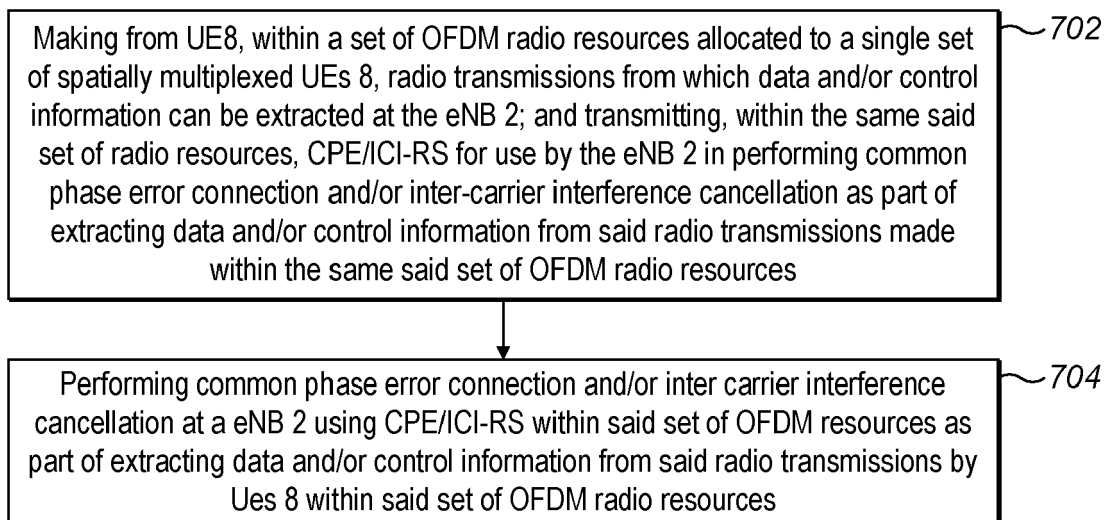 Making from UE8, within a set of OFDM radio resources allocated to a single set
702
of spatially multiplexed UEs 8, radio transmissions from which data and/or control
information can be extracted at the eNB 2; and transmitting, within the same said
set of radio resources, CPE/ICI-RS for use by the eNB 2 in performing common
phase error connection and/or inter-carrier interference cancellation as part of
extracting data and/or control information from said radio transmissions made
within the same said set of OFDM radio resources
Performing common phase error connection and/or inter carrier interference
704
cancellation at a eNB 2 using CPE/ICI-RS within said set of OFDM resources as
part of extracting data and/or control information from said radio transmissions by
Ues 8 within said set of OFDM radio resources